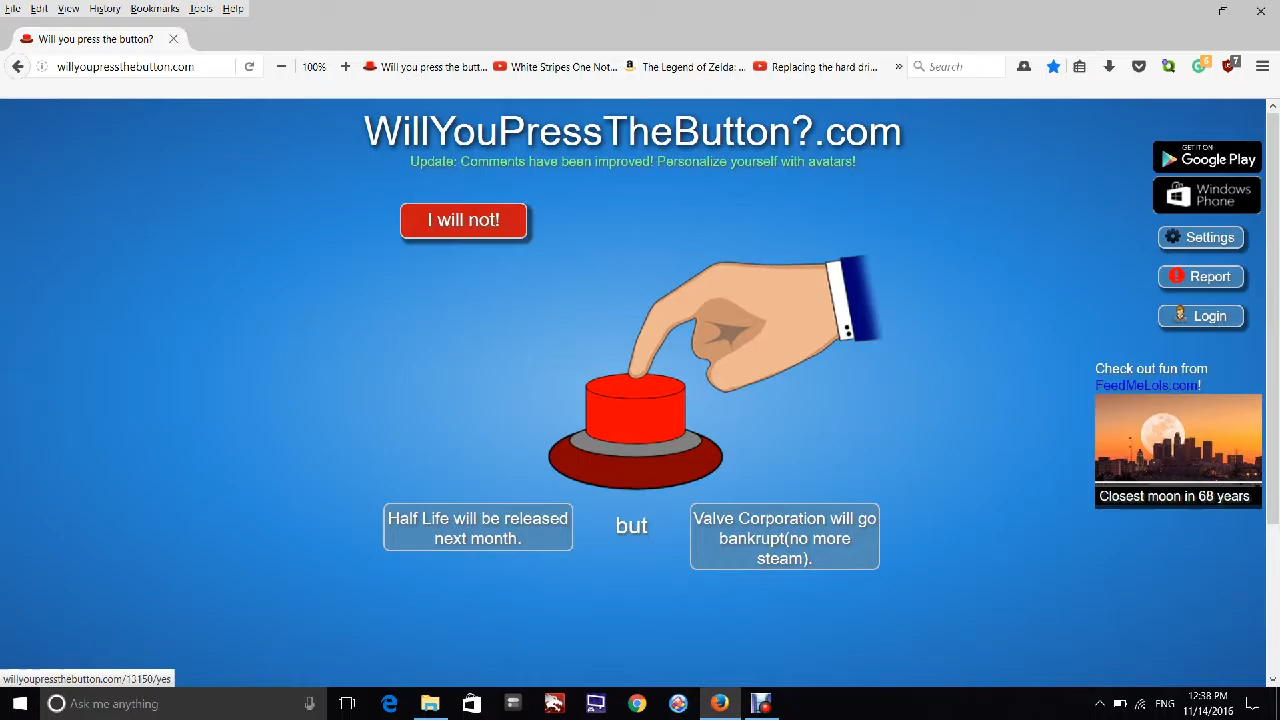 File Edit View History Bookmarks Tools Help
Will you press the button?
willyoupressthebutton.com
100%
Will you press the butt...
White Stripes One Not...
The Legend of Zelda: ...
Replacing the hard dri...
Search
6
7
WillYouPressTheButton?.com
Update: Comments have been improved! Personalize yourself with avatars!
GET IT ON
Google Play
Windows
Phone
I will not!
Settings
Report
Login
Check out fun from
FeedMeLols.com!
Closest moon in 68 years
Half Life will be released
next month.
but
Valve Corporation will go
bankrupt(no more
steam).
willyoupressthebutton.com/13150/yes
Ask me anything
ENG
12:38 PM
11/14/2016